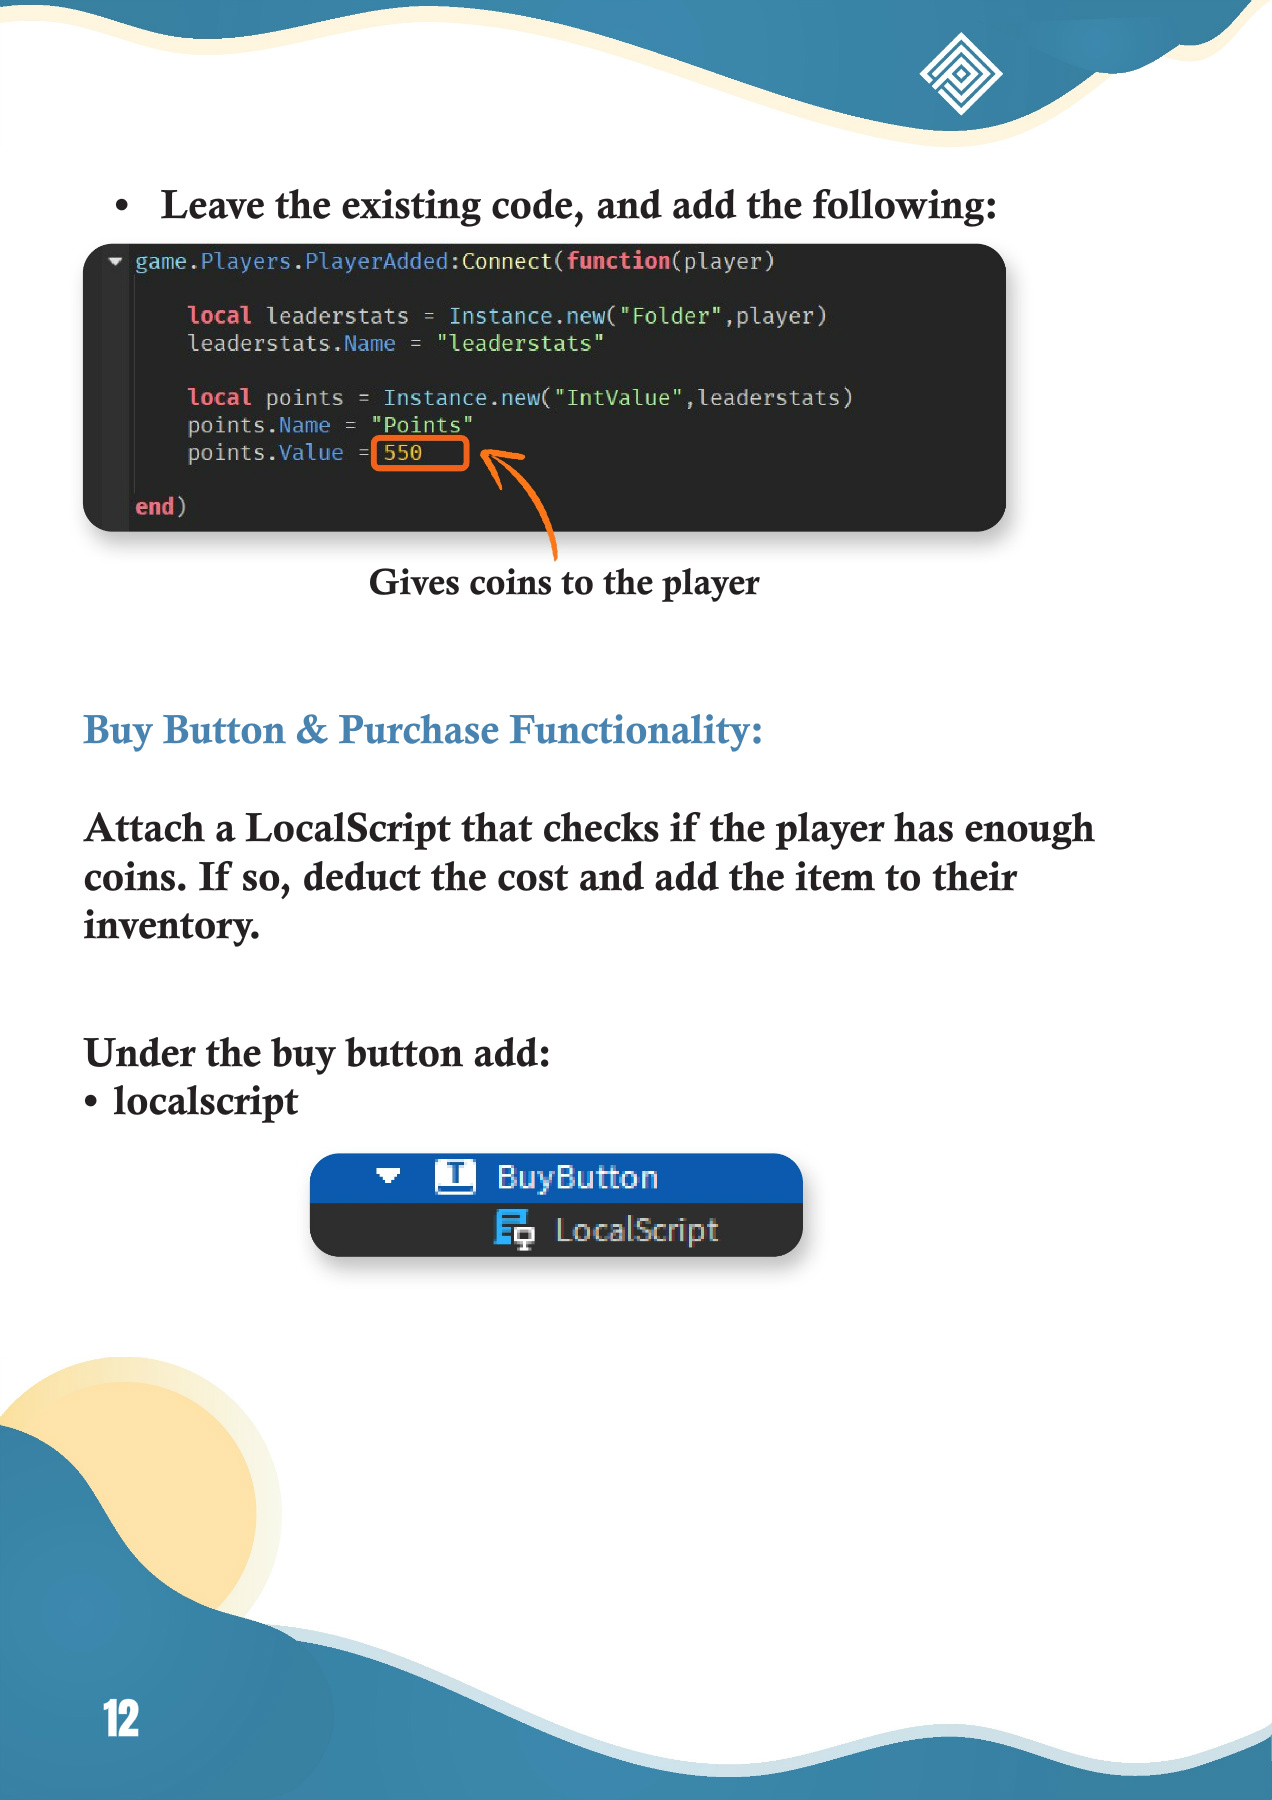 • Leave the existing code, and add the following:
game.Players.PlayerAdded:Connect(function(player)
local leaderstats = Instance.new("Folder",player)
leaderstats.Name = "leaderstats"
local points = Instance.new("IntValue",leaderstats)
points.Name = "Points"
points.Value = 550
end)
Gives coins to the player
Buy Button & Purchase Functionality:
Attach a LocalScript that checks if the player has enough
coins. If so, deduct the cost and add the item to their
inventory.
Under the buy button add:
• localscript
BuyButton
LocalScript
12